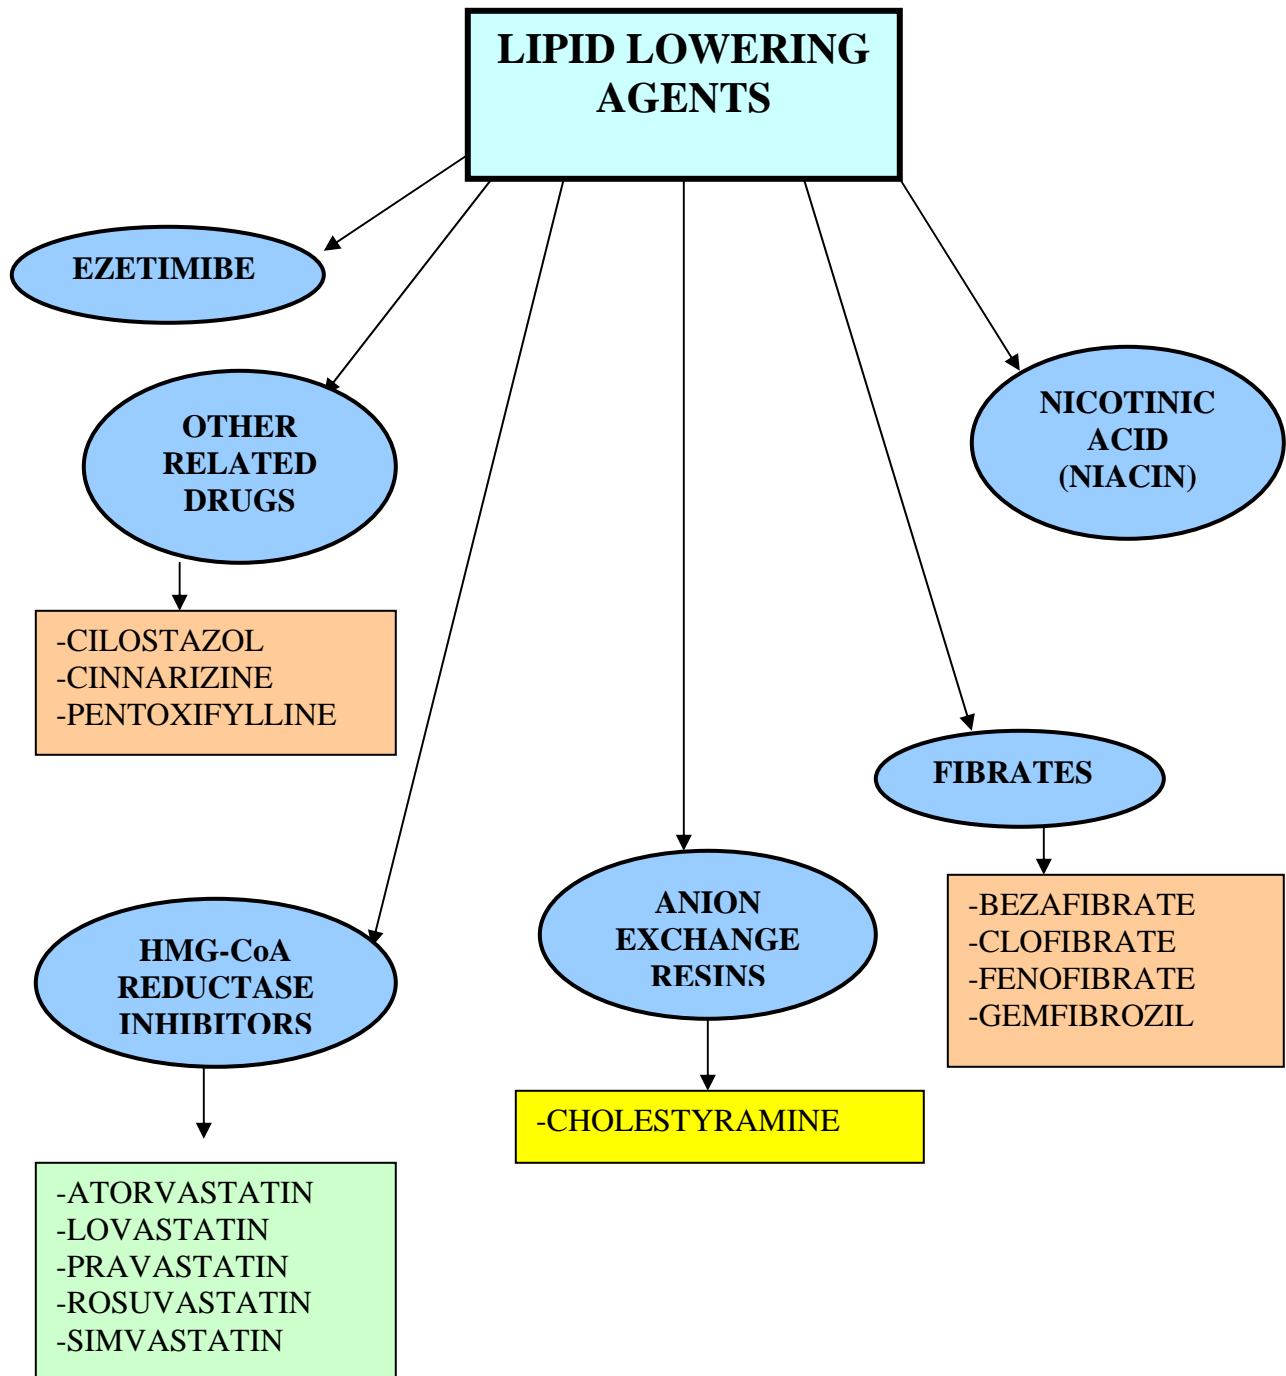 LIPID LOWERING
AGENTS
EZETIMIBE
OTHER
RELATED
DRUGS
NICOTINIC
ACID
(NIACIN)
-CILOSTAZOL
-CINNARIZINE
-PENTOXIFYLLINE
FIBRATES
-BEZAFIBRATE
-CLOFIBRATE
-FENOFIBRATE
-GEMFIBROZIL
ANION
EXCHANGE
RESINS
HMG-CoA
REDUCTASE
INHIBITORS
-CHOLESTYRAMINE
-ATORVASTATIN
-LOVASTATIN
-PRAVASTATIN
-ROSUVASTATIN
-SIMVASTATIN